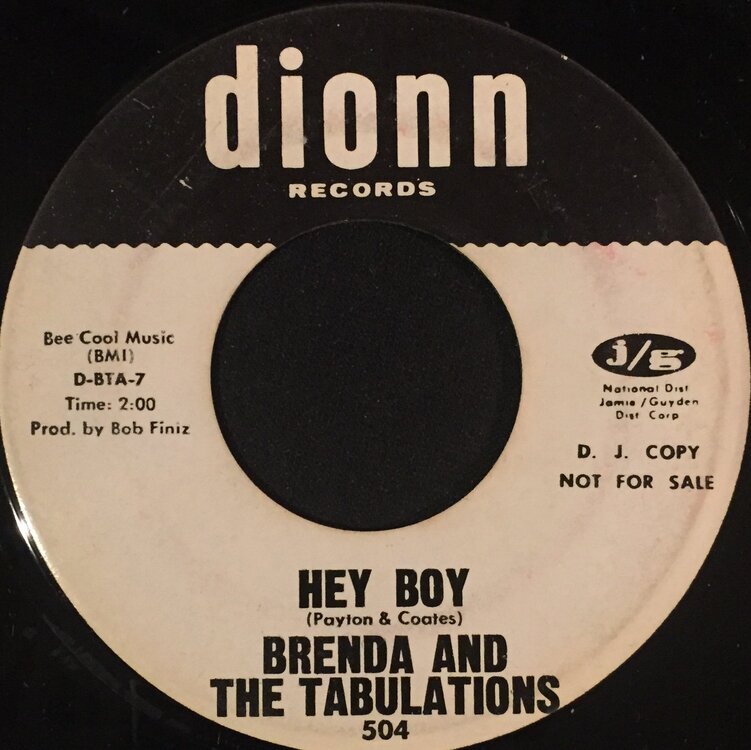 dionn
RECORDS
Bee Cool Music
(BMI)
D-BTA-7
Time: 2:00
Prod. by Bob Finiz
j/g
National Dist
Jamie/Guyden
Dist Corp
D. J. COPY
NOT FOR SALE
HEY BOY
(Payton & Coates)
BRENDA AND
THE TABULATIONS
504